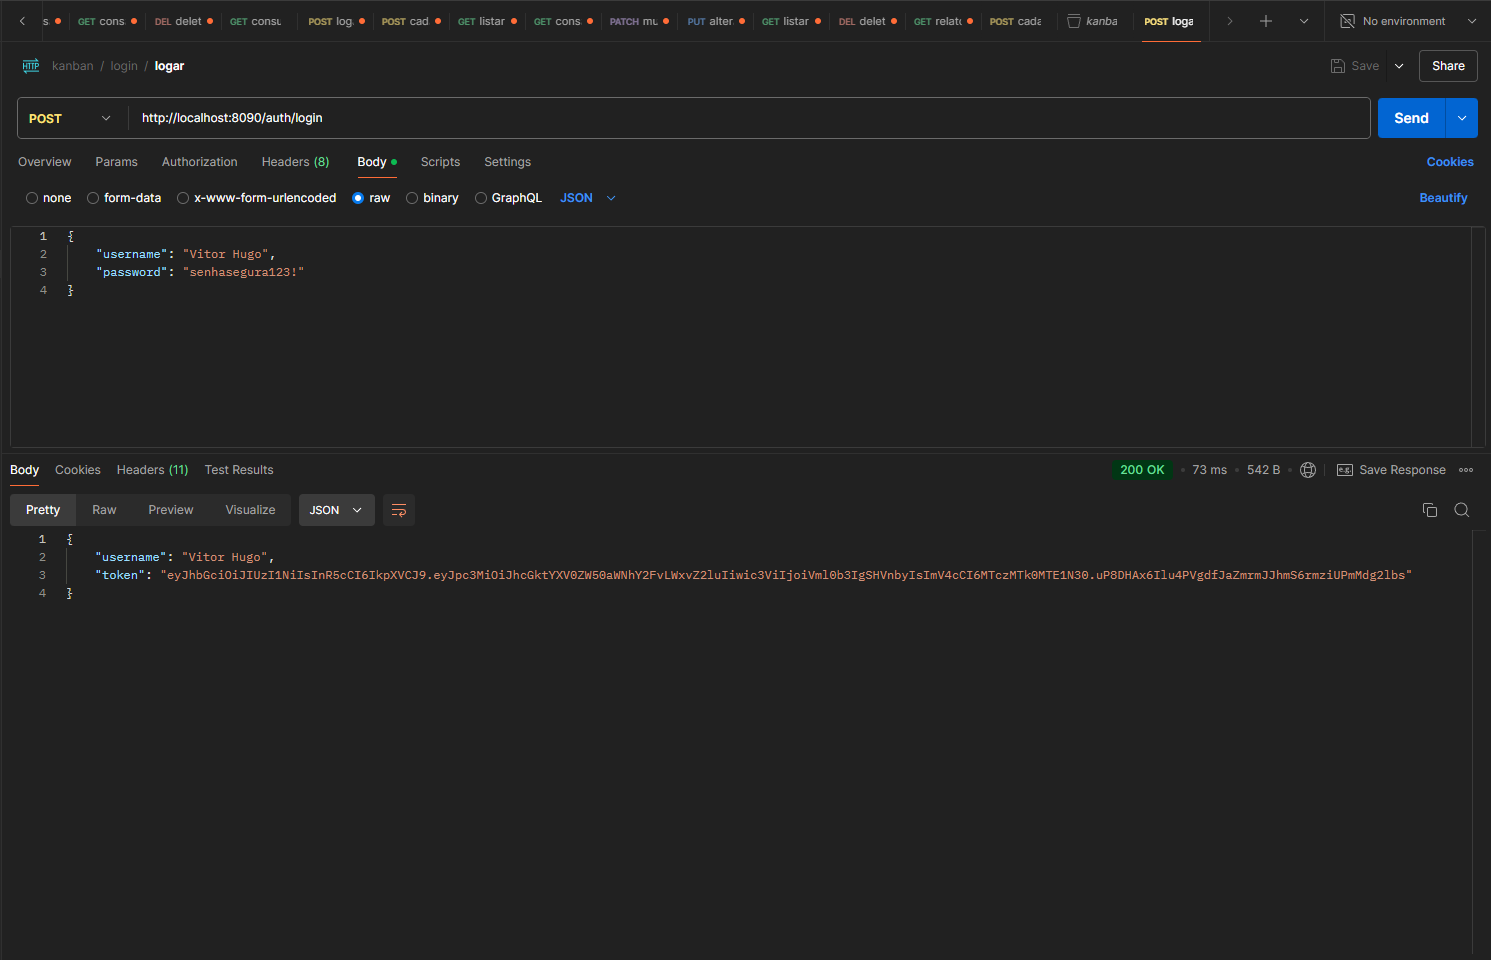 s GET cons DEL delet GET consu POST log POST cad GET listar GET cons PATCH mu PUT alter GET listar DEL delet GET relat POST cada kanba POST loga No environment
HTTP kanban / login / logar Save Share
POST http://localhost:8090/auth/login Send
Overview Params Authorization Headers (8) Body Scripts Settings Cookies
none form-data x-www-form-urlencoded raw binary GraphQL JSON Beautify
1 {
2 "username": "Vitor Hugo",
3 "password": "senhasegura123!"
4 }
Body Cookies Headers (11) Test Results 200 OK 73 ms 542 B e.g. Save Response
Pretty Raw Preview Visualize JSON
1 {
2 "username": "Vitor Hugo",
3 "token": "eyJhbGciOiJIUzI1NiIsInR5cCI6IkpXVCJ9.eyJpc3MiOiJhcGktYXV0ZW50aWNhY2FvLWxvZ2luIiwic3ViIjoiVml0b3IgSHVnbyIsImV4cCI6MTczMTk0MTE1N30.uP8DHAx6Ilu4PVgdfJaZmrmJJhmS6rmziUPmMdg2lbs"
4 }